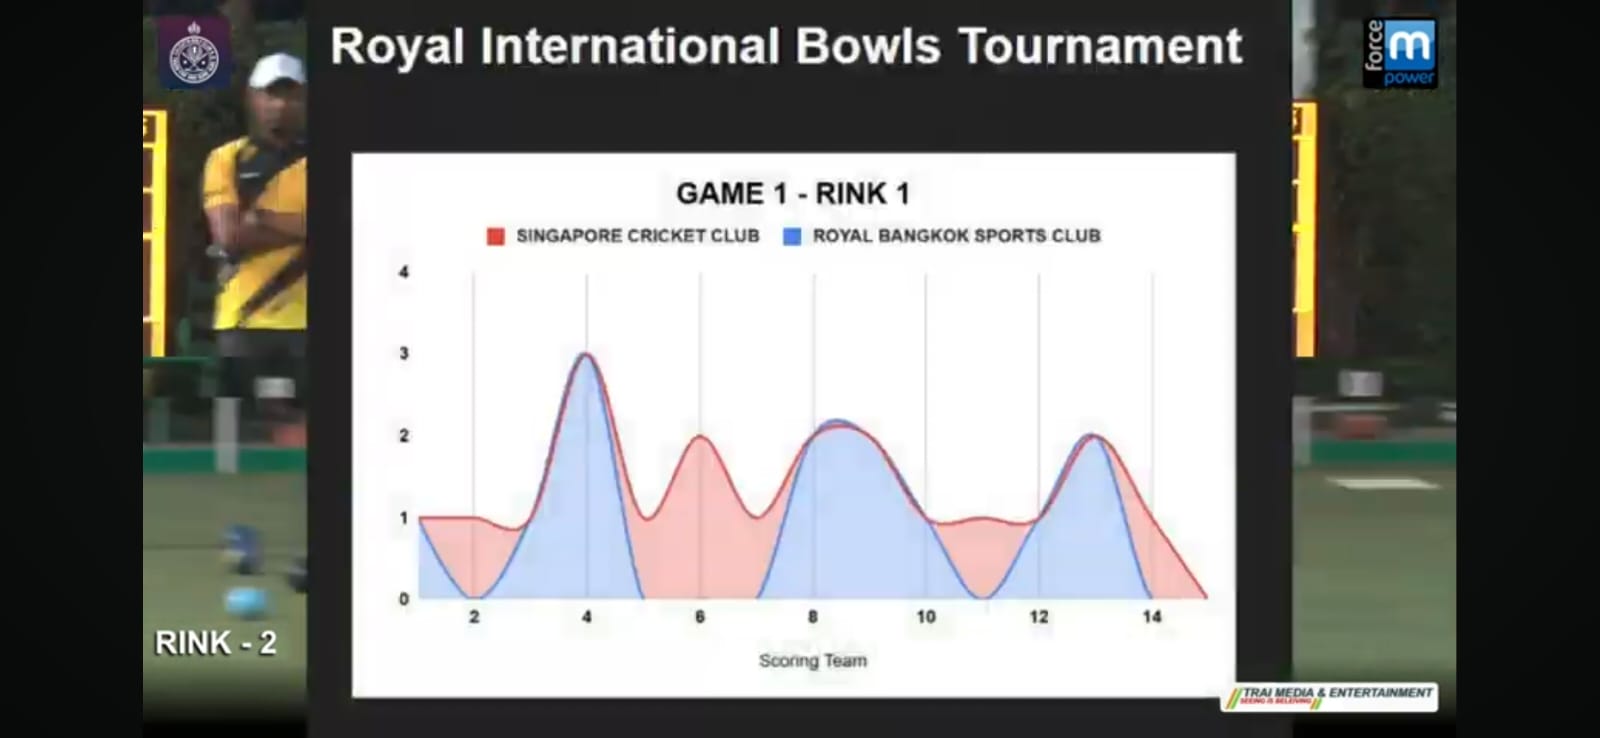 Royal International Bowls Tournament
force
m
power
GAME 1 - RINK 1
SINGAPORE CRICKET CLUB ROYAL BANGKOK SPORTS CLUB
4
3
2
1
0
2 4 6 8 10 12 14
Scoring Team
RINK - 2
TRAI MEDIA & ENTERTAINMENT
SEEING IS BELEIVING